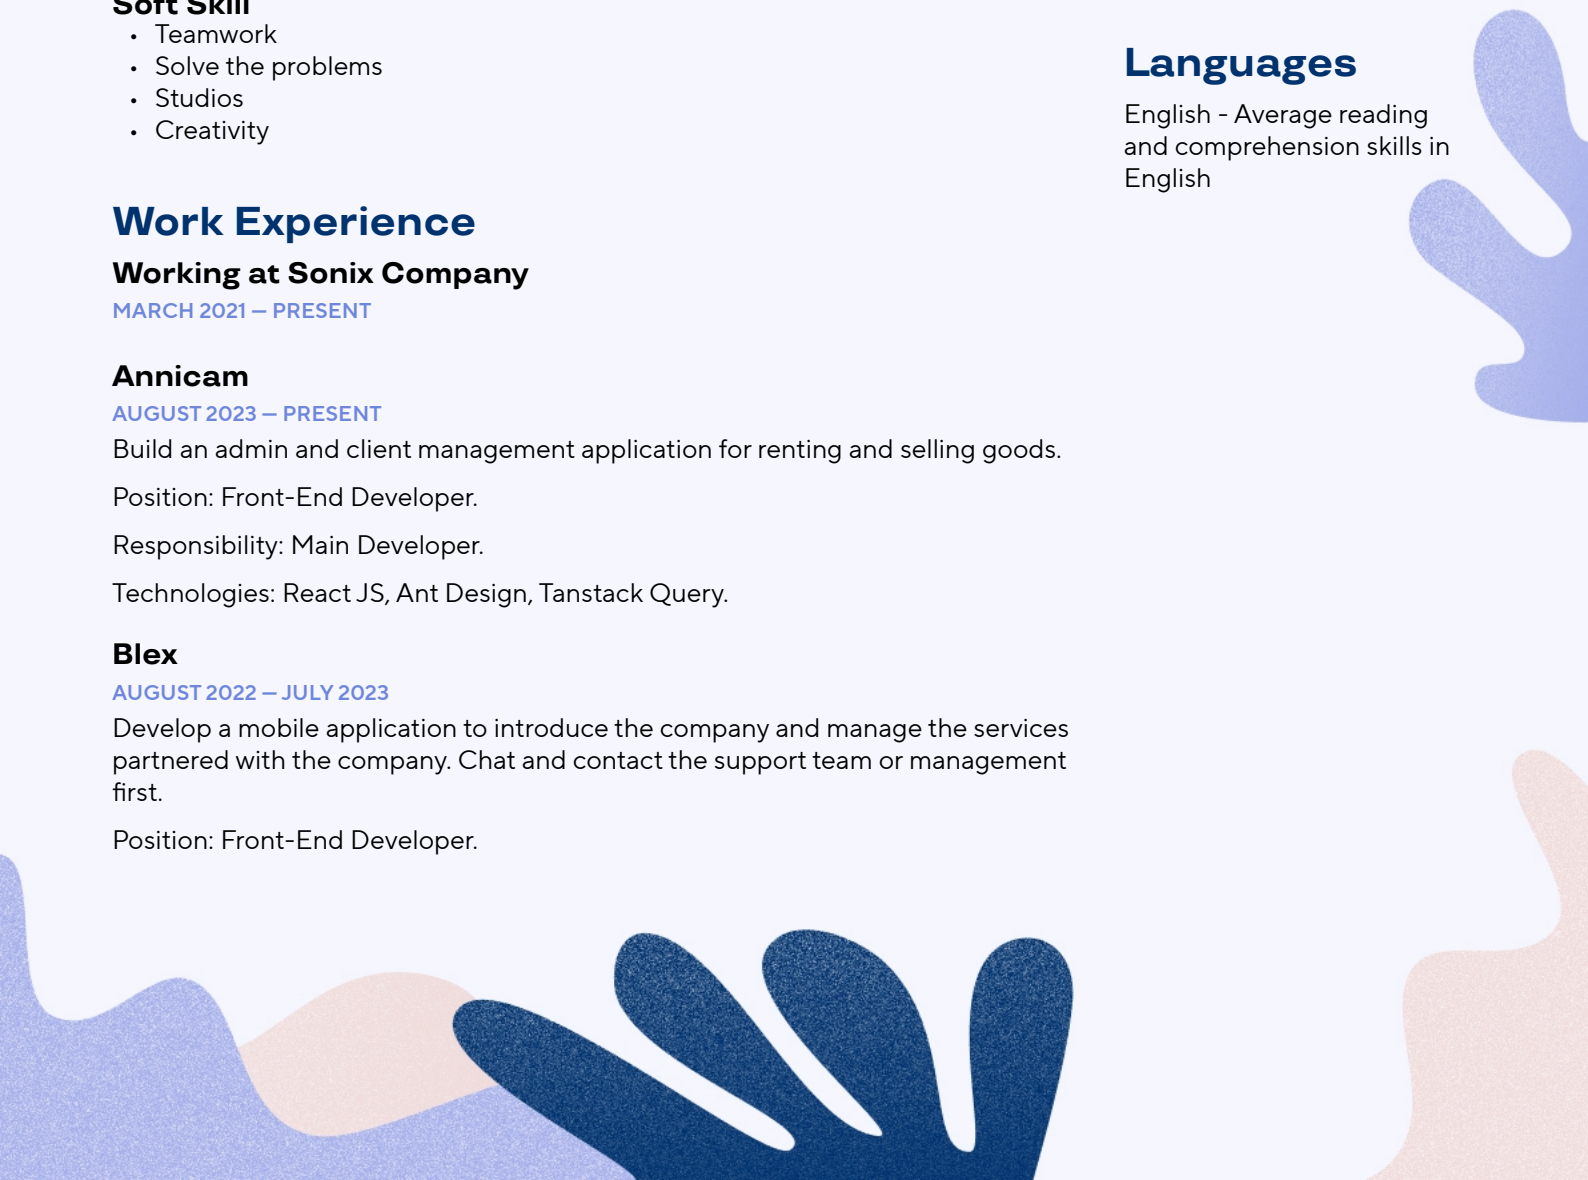 Soft Skill
• Teamwork
• Solve the problems
• Studios
• Creativity
Work Experience
Working at Sonix Company
MARCH 2021 — PRESENT
Annicam
AUGUST 2023 — PRESENT
Build an admin and client management application for renting and selling goods.
Position: Front-End Developer.
Responsibility: Main Developer.
Technologies: React JS, Ant Design, Tanstack Query.
Blex
AUGUST 2022 — JULY 2023
Develop a mobile application to introduce the company and manage the services
partnered with the company. Chat and contact the support team or management
first.
Position: Front-End Developer.
Languages
English - Average reading
and comprehension skills in
English